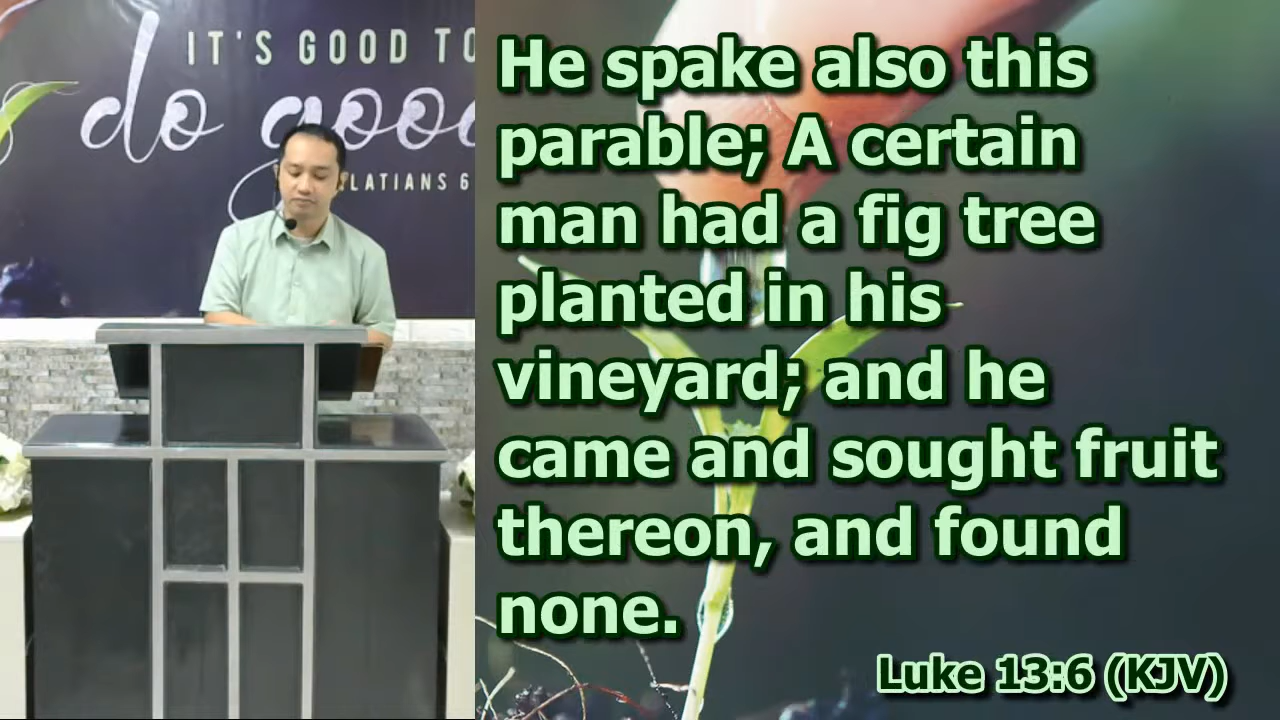 IT'S GOOD TO
do good
LATIANS 6
He spake also this
parable; A certain
man had a fig tree
planted in his
vineyard; and he
came and sought fruit
thereon, and found
none.
Luke 13:6 (KJV)